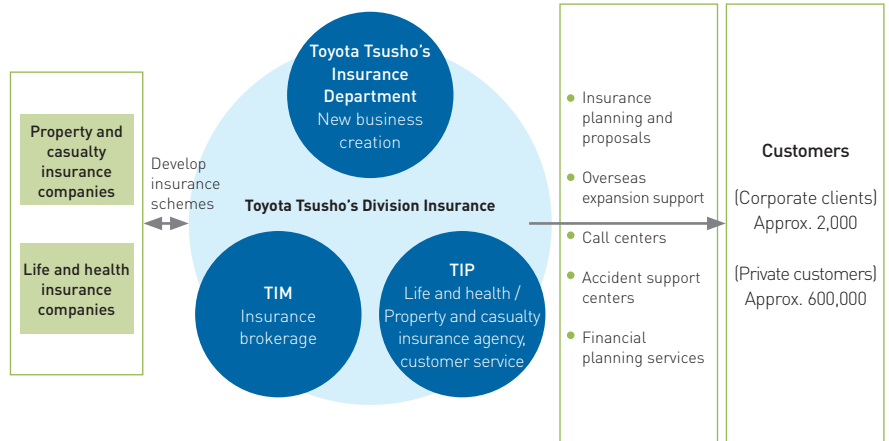 Property and
casualty
insurance
companies
Life and health
insurance
companies
Develop
insurance
schemes
Toyota Tsusho's
Insurance
Department
New business
creation
Toyota Tsusho's Division Insurance
TIM
Insurance
brokerage
TIP
Life and health /
Property and casualty
insurance agency,
customer service
• Insurance
planning and
proposals
• Overseas
expansion support
• Call centers
• Accident support
centers
• Financial
planning services
Customers
(Corporate clients)
Approx. 2,000
(Private customers)
Approx. 600,000